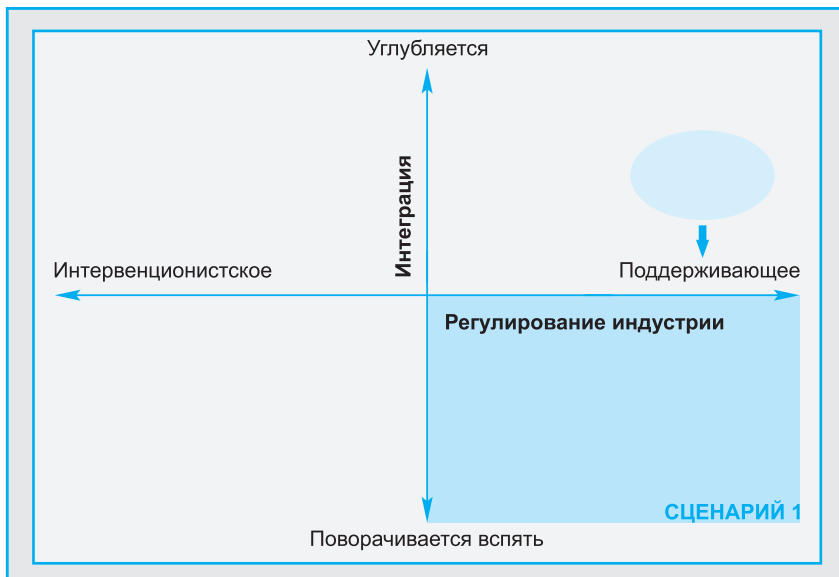 Углубляется
Интеграция
Интервенционистское
Поддерживающее
Регулирование индустрии
СЦЕНАРИЙ 1
Поворачивается вспять